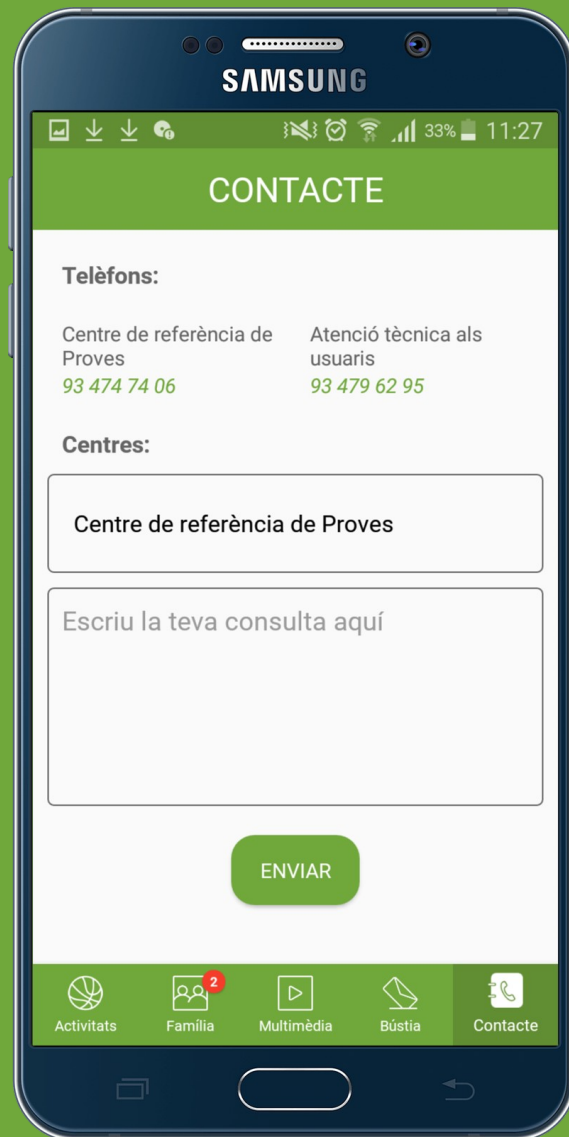 SAMSUNG
33% 11:27
CONTACTE
Telèfons:
Centre de referència de
Proves
93 474 74 06
Atenció tècnica als
usuaris
93 479 62 95
Centres:
Centre de referència de Proves
Escriu la teva consulta aquí
ENVIAR
2
Activitats
Família
Multimèdia
Bústia
Contacte